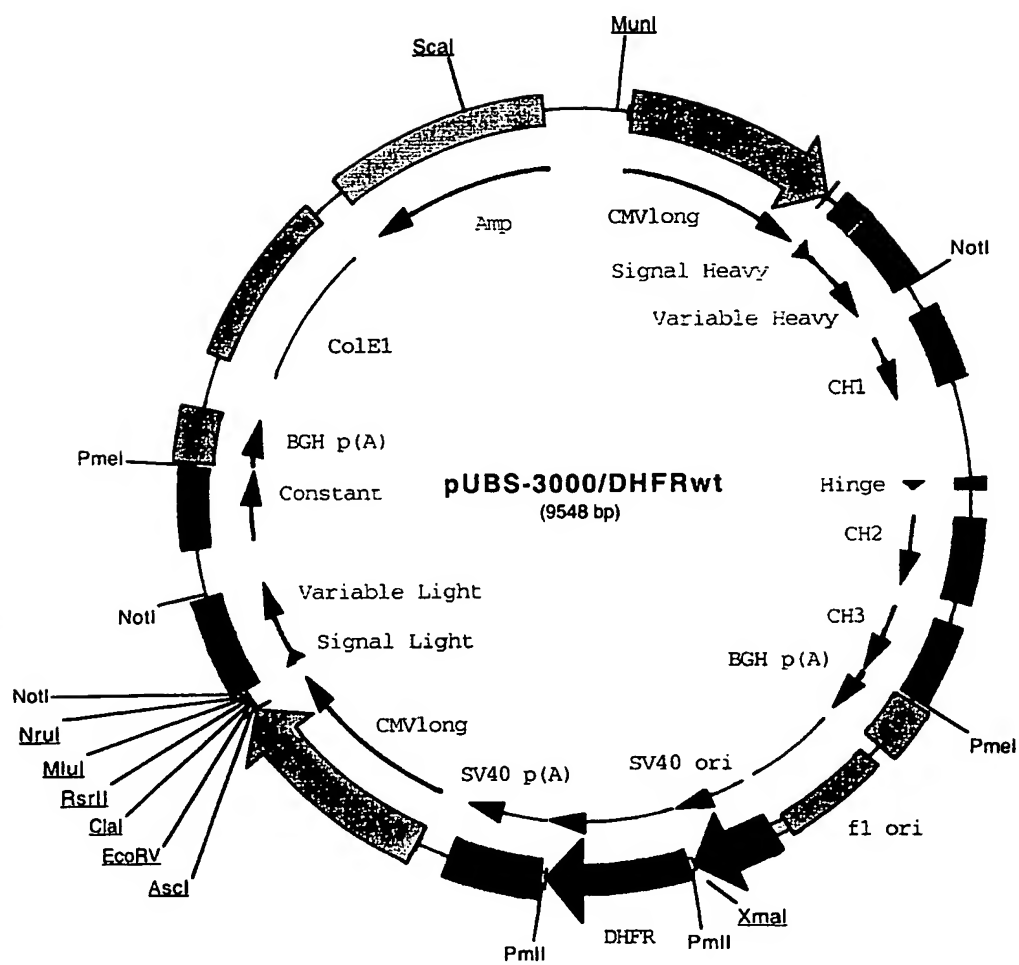 MunI
ScaI
CMVlong
Amp
Signal Heavy
NotI
Variable Heavy
ColE1
CH1
BGH p(A)
PmeI
pUBS-3000/DHFRwt
(9548 bp)
Constant
Hinge
CH2
Variable Light
NotI
CH3
Signal Light
BGH p(A)
NotI
CMVlong
NruI
PmeI
SV40 p(A)
SV40 ori
MluI
RsrII
ClaI
f1 ori
EcoRV
AscI
XmaI
DHFR
PmlI
PmlI